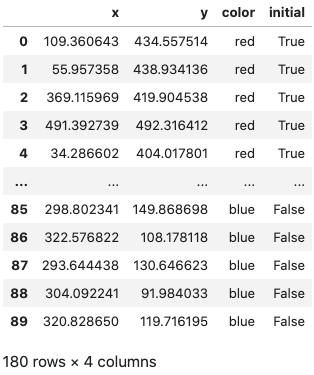 x y color initial
0 109.360643 434.557514 red True
1 55.957358 438.934136 red True
2 369.115969 419.904538 red True
3 491.392739 492.316412 red True
4 34.286602 404.017801 red True
... ... ... ... ...
85 298.802341 149.868698 blue False
86 322.576822 108.178118 blue False
87 293.644438 130.646623 blue False
88 304.092241 91.984033 blue False
89 320.828650 119.716195 blue False
180 rows × 4 columns